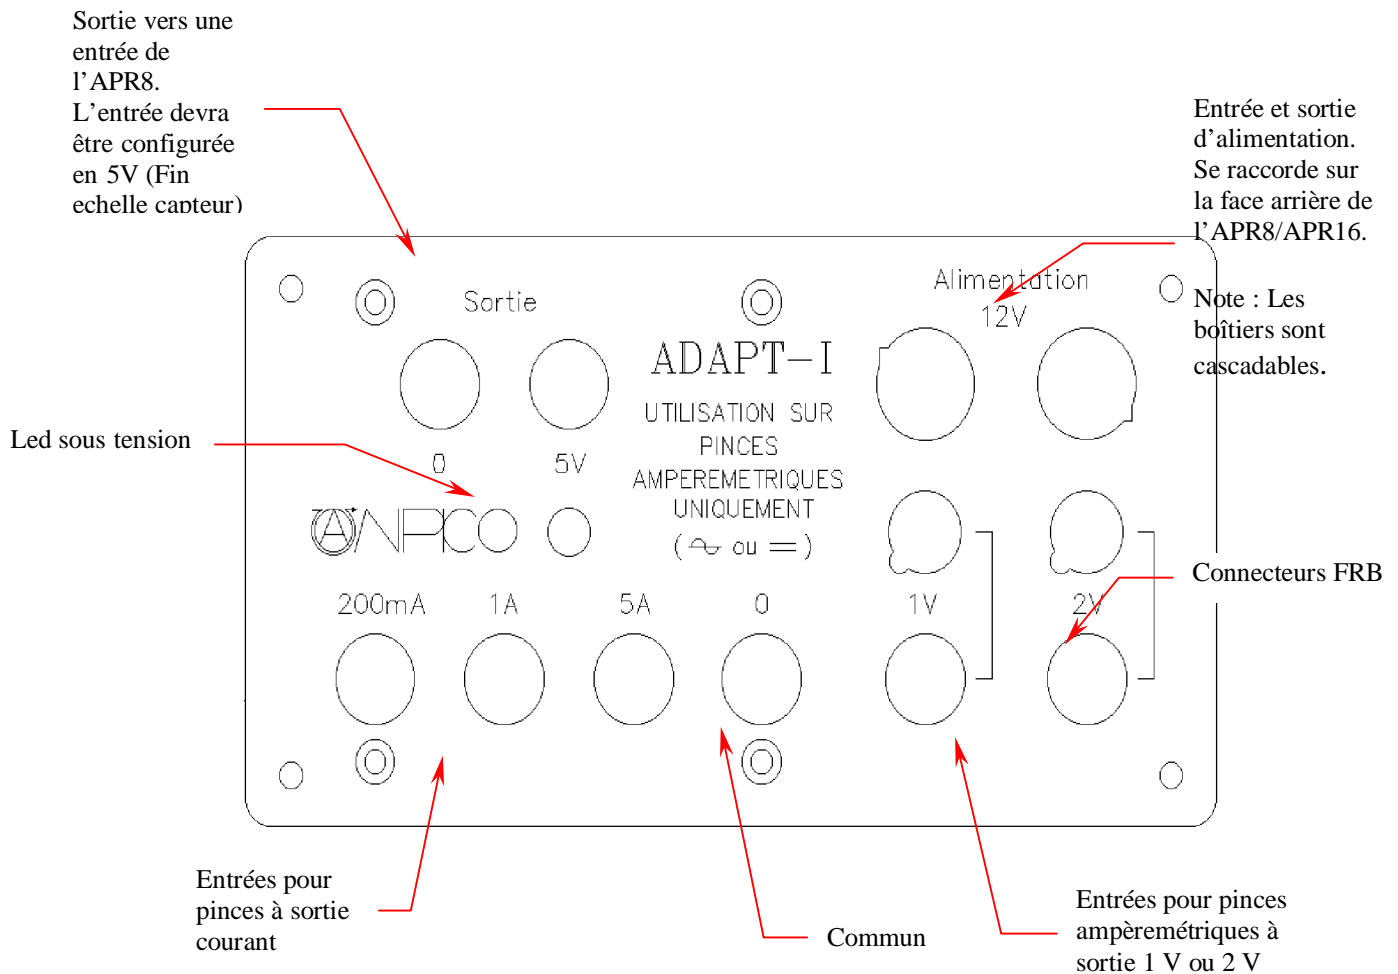 Sortie vers une
entrée de
l’APR8.
L’entrée devra
être configurée
en 5V (Fin
echelle capteur)
Entrée et sortie
d’alimentation.
Se raccorde sur
la face arrière de
l’APR8/APR16.
Note : Les
boîtiers sont
cascadables.
Sortie
Alimentation
12V
ADAPT-I
UTILISATION SUR
PINCES
AMPEREMETRIQUES
UNIQUEMENT
( ou )
Led sous tension
0
5V
ANPICO
Connecteurs FRB
200mA
1A
5A
0
1V
2V
Entrées pour
pinces à sortie
courant
Commun
Entrées pour pinces
ampèremétriques à
sortie 1 V ou 2 V